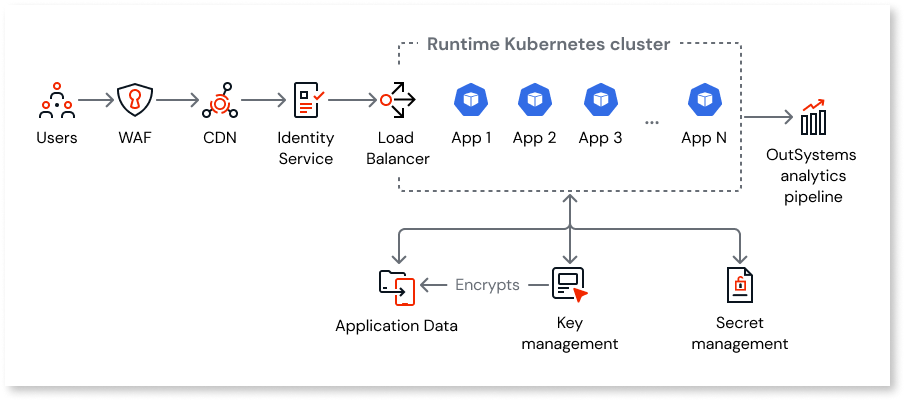 Runtime Kubernetes cluster
Users
WAF
CDN
Identity
Service
Load
Balancer
App 1
App 2
App 3
...
App N
OutSystems
analytics
pipeline
Encrypts
Application Data
Key
management
Secret
management